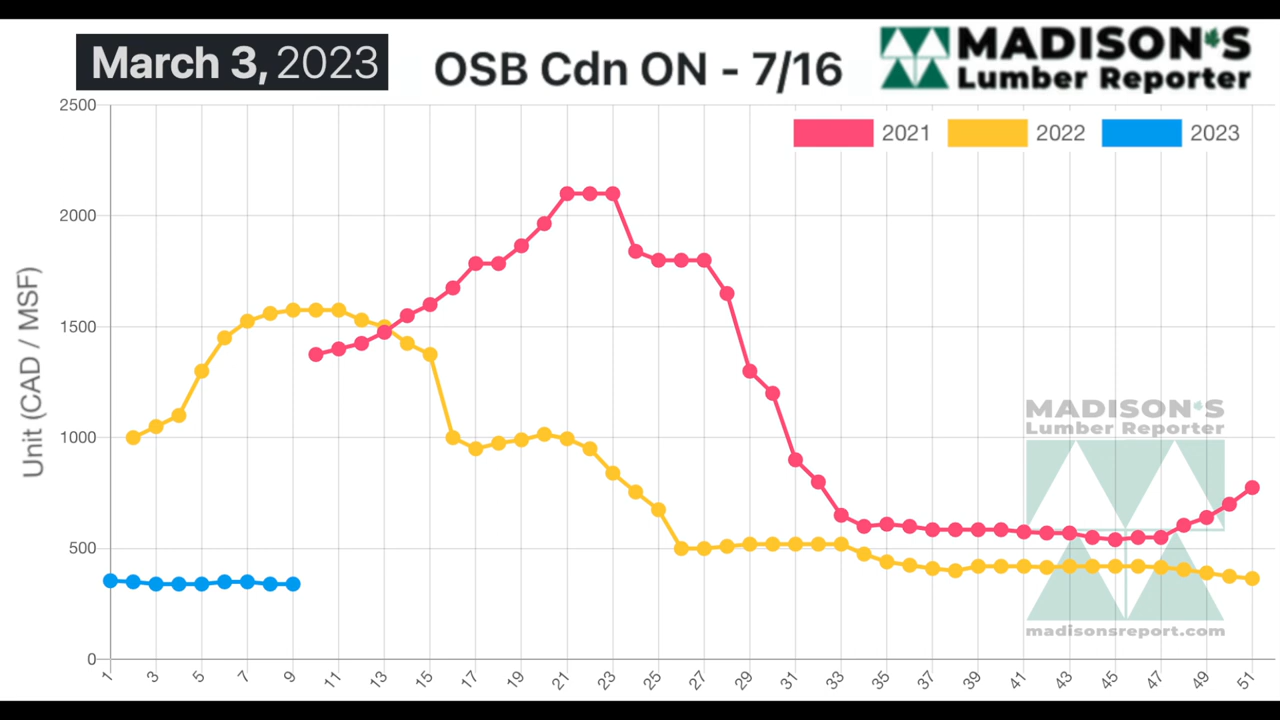 March 3, 2023
OSB Cdn ON - 7/16
MADISON'S
Lumber Reporter
2021
2022
2023
Unit (CAD / MSF)
2500
2000
1500
1000
500
0
MADISON'S
Lumber Reporter
madisonsreport.com
1 3 5 7 9 11 13 15 17 19 21 23 25 27 29 31 33 35 37 39 41 43 45 47 49 51